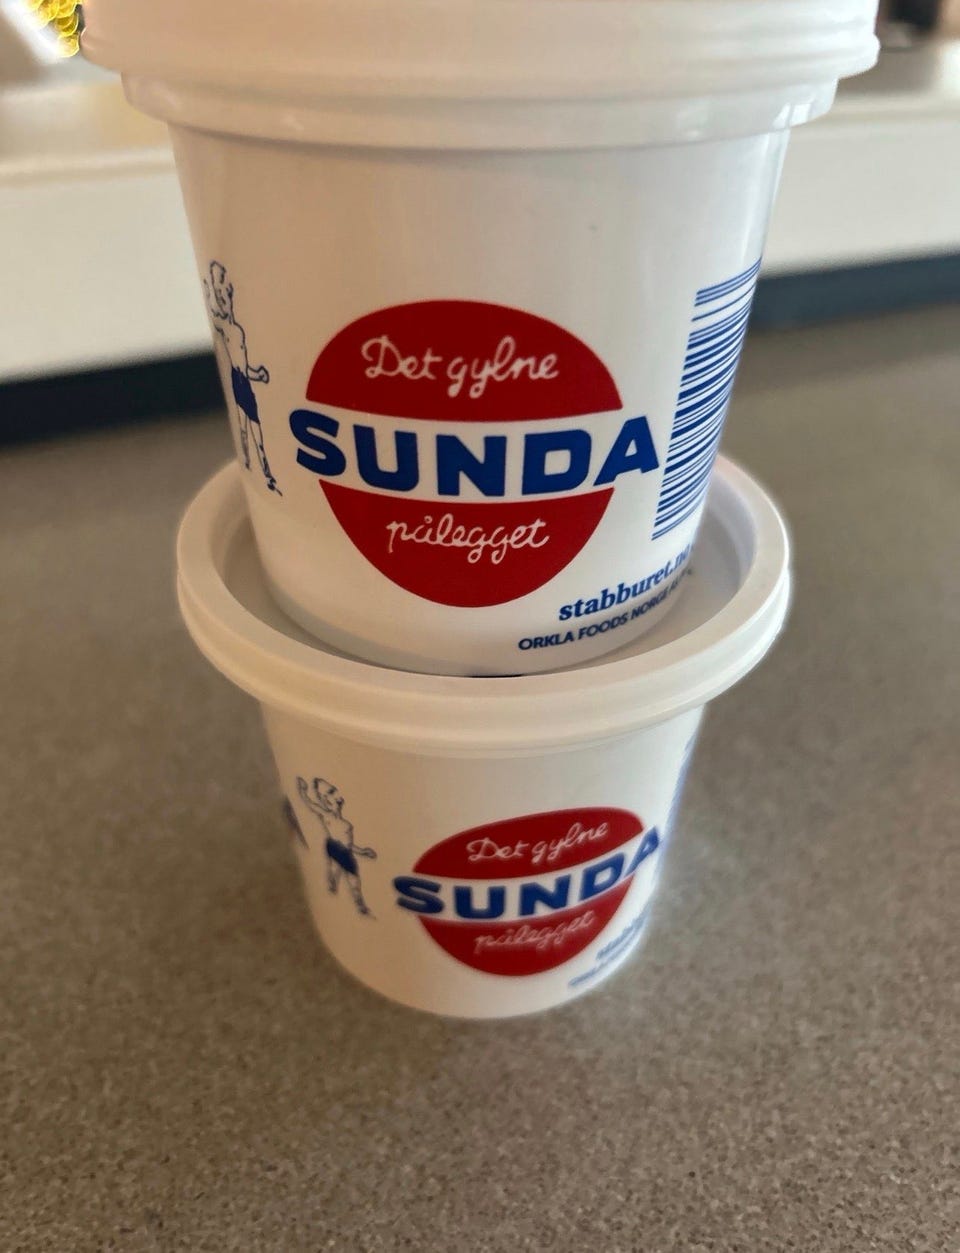 Det gylne
SUNDA
pålegget
stabburet.no
ORKLA FOODS NORGE
Det gylne
SUNDA
pålegget